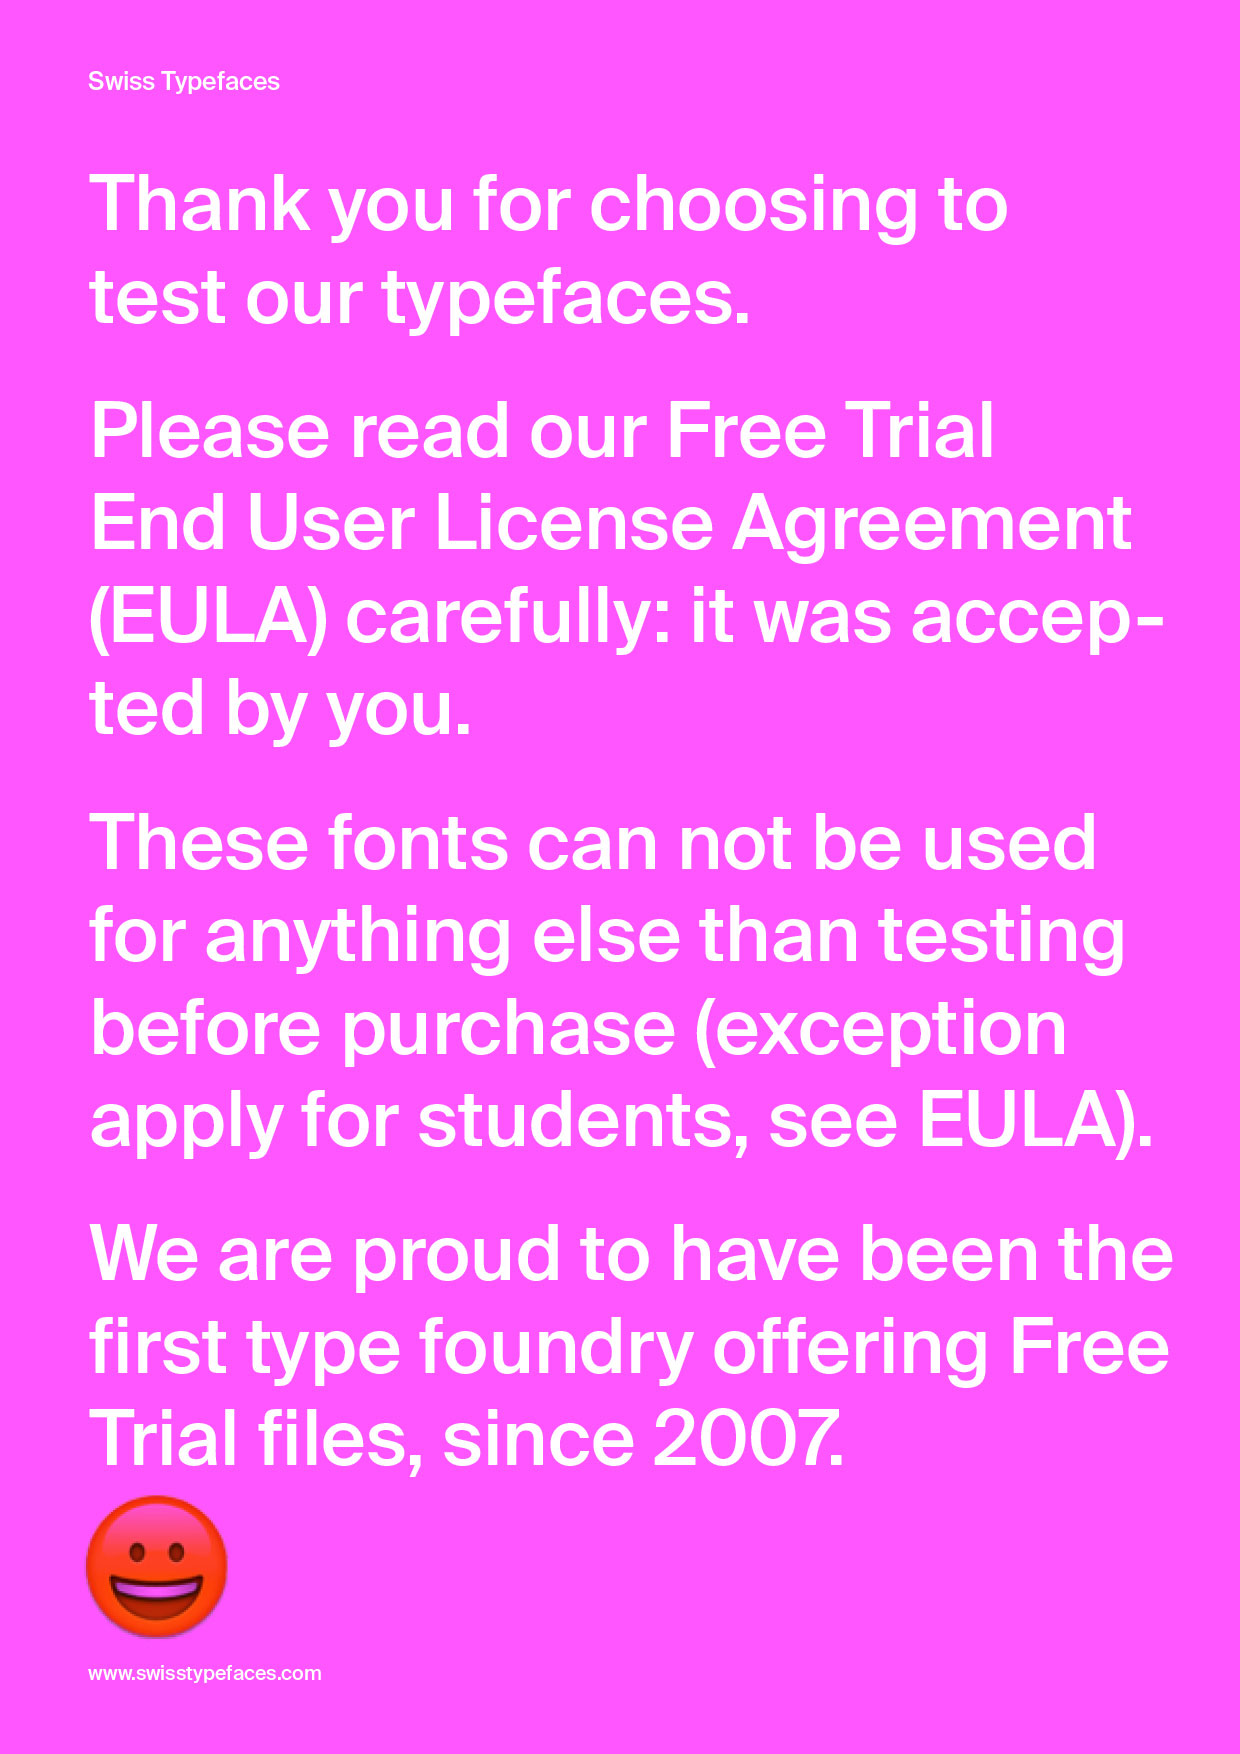 Swiss Typefaces
Thank you for choosing to
test our typefaces.
Please read our Free Trial
End User License Agreement
(EULA) carefully: it was accep-
ted by you.
These fonts can not be used
for anything else than testing
before purchase (exception
apply for students, see EULA).
We are proud to have been the
first type foundry offering Free
Trial files, since 2007.
www.swisstypefaces.com